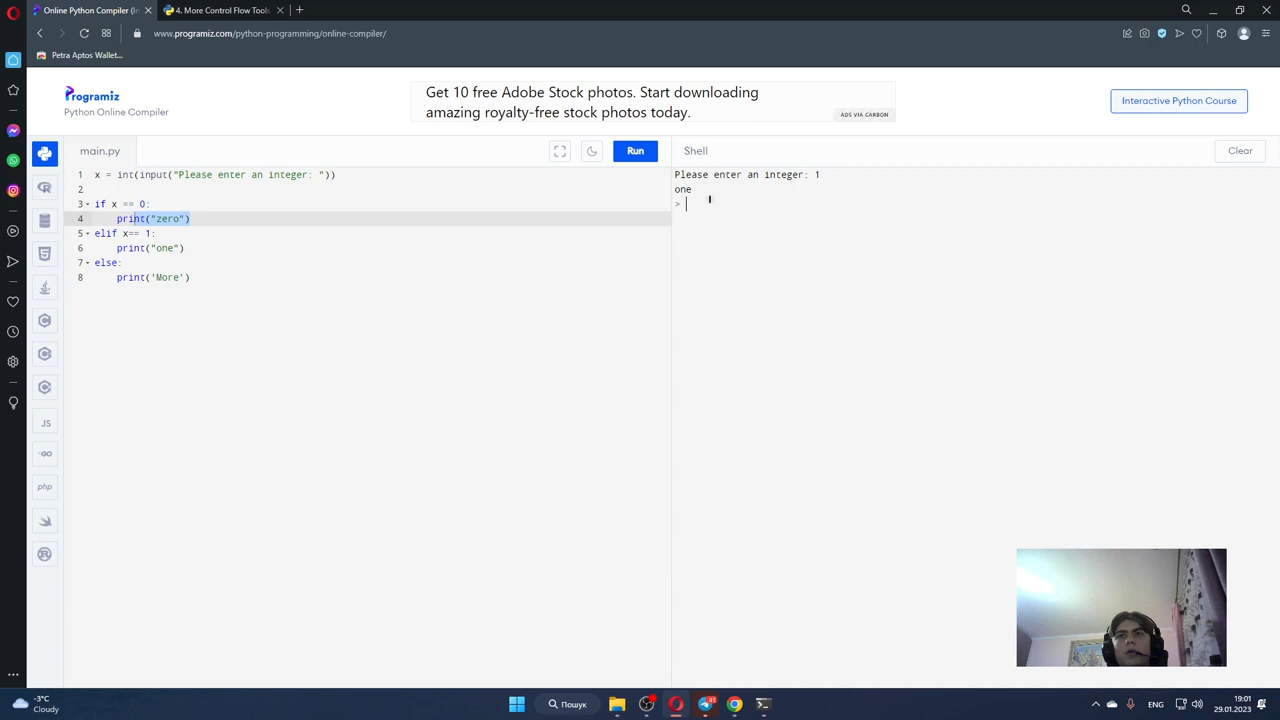 Online Python Compiler (In
4. More Control Flow Tools
www.programiz.com/python-programming/online-compiler/
Petra Aptos Wallet...
Programiz
Python Online Compiler
Get 10 free Adobe Stock photos. Start downloading
amazing royalty-free stock photos today.
ADS VIA CARBON
Interactive Python Course
main.py
Run
Shell
Clear
1 x = int(input("Please enter an integer: "))
2
3 if x == 0:
4 print("zero")
5 elif x== 1:
6 print("one")
7 else:
8 print('More')
Please enter an integer: 1
one
>
JS
GO
php
-3°C
Cloudy
Пошук
ENG
19:01
29.01.2023